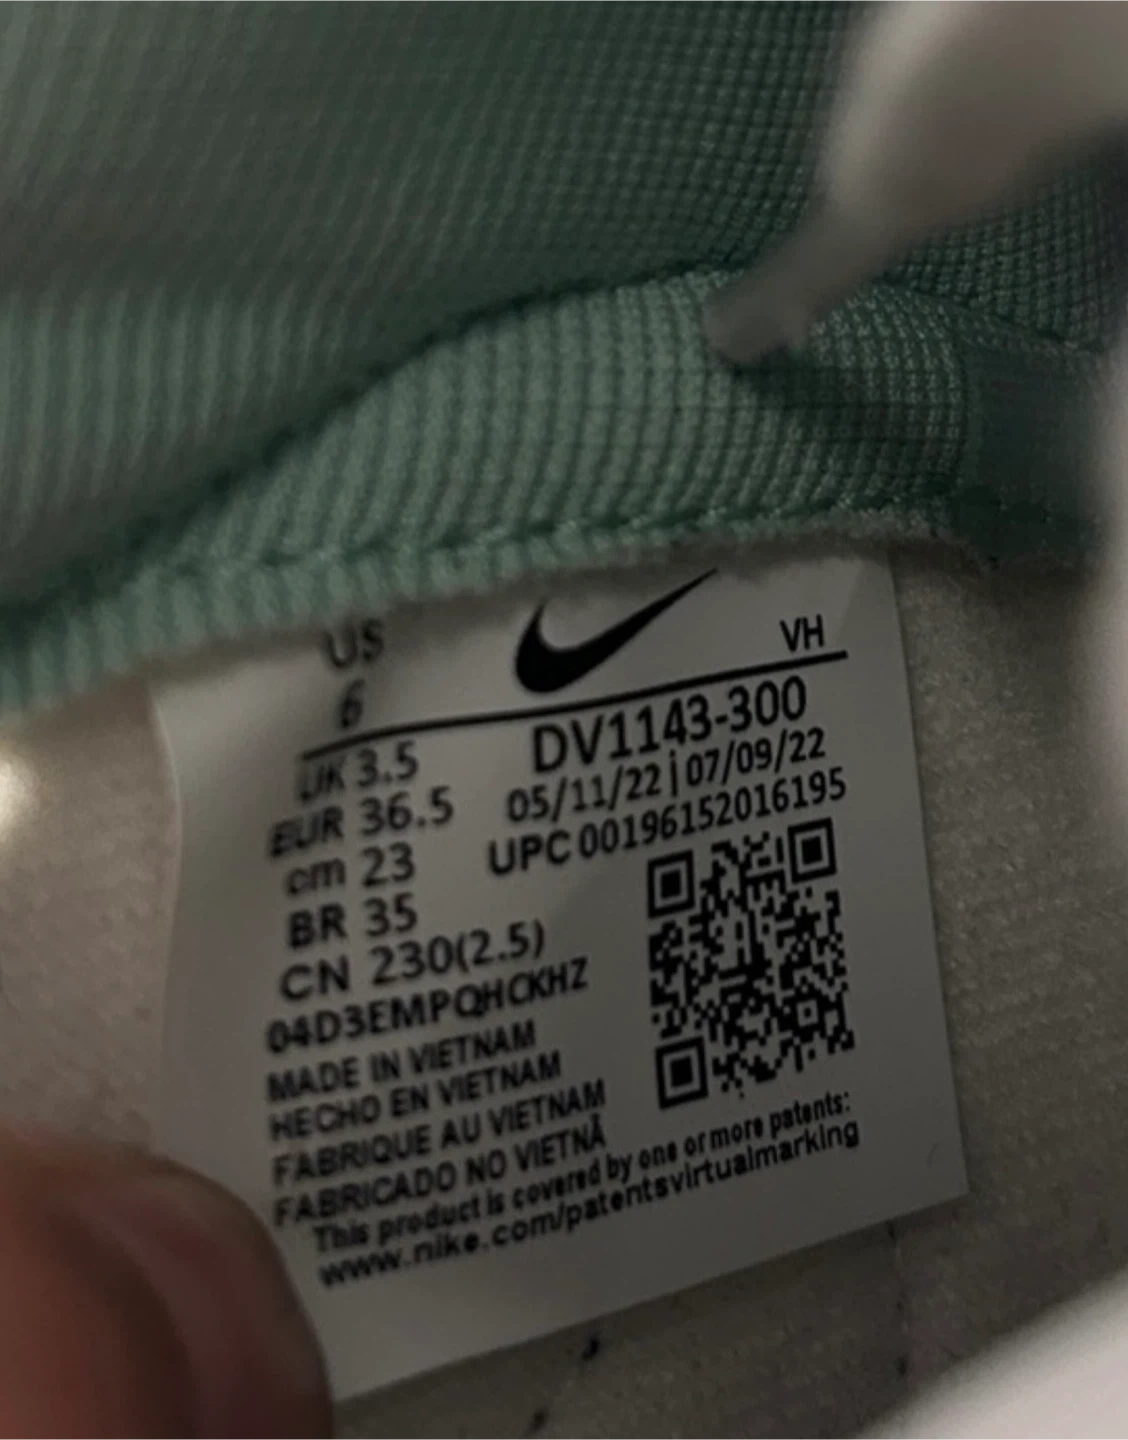 US
6
VH
UK 3.5
EUR 36.5
cm 23
BR 35
CN 230(2.5)
DV1143-300
05/11/22 | 07/09/22
UPC 00196152016195
04D3EMPQHCKHZ
MADE IN VIETNAM
HECHO EN VIETNAM
FABRIQUE AU VIETNAM
FABRICADO NO VIETNÃ
This product is covered by one or more patents:
www.nike.com/patentsvirtualmarking